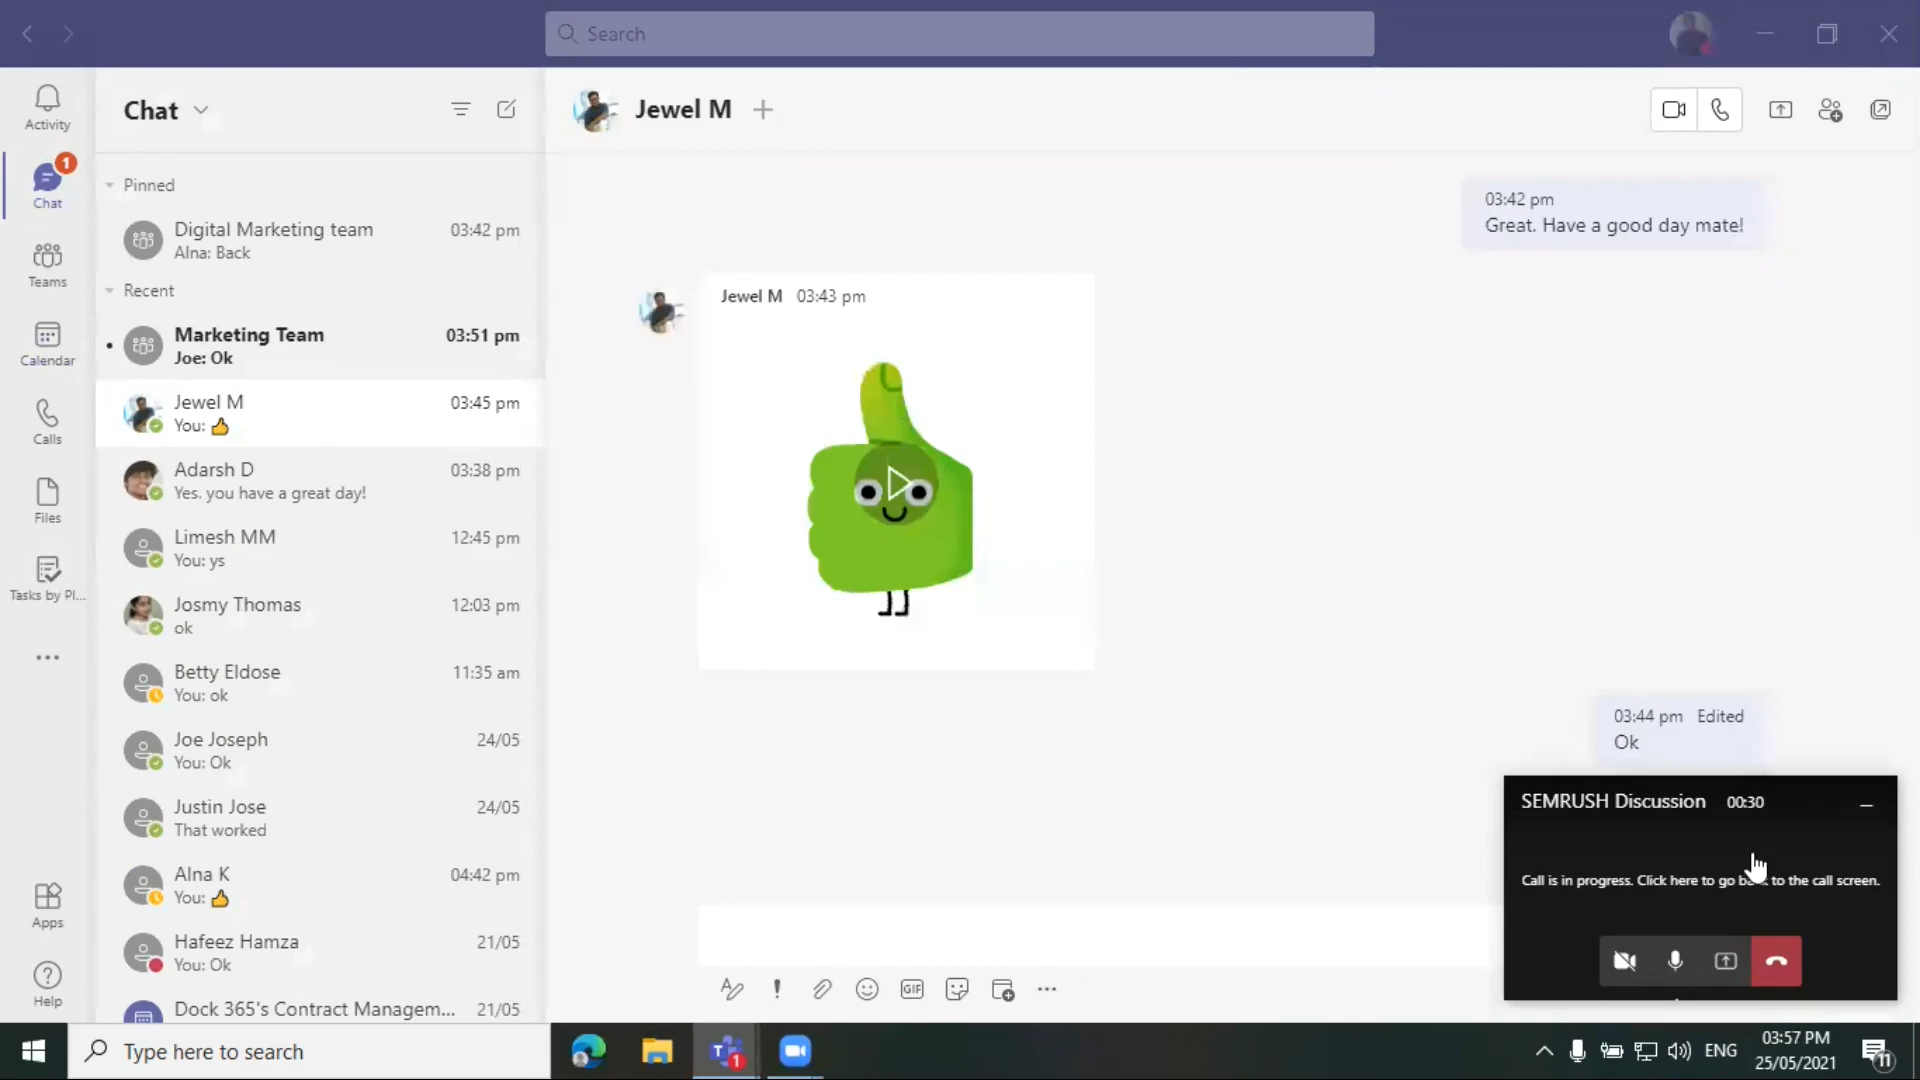 Search
Activity
1
Chat
Teams
Calendar
Calls
Files
Tasks by Pl...
Apps
Help
Chat
Pinned
Digital Marketing team 03:42 pm
Alna: Back
Recent
Marketing Team 03:51 pm
Joe: Ok
Jewel M 03:45 pm
You: 👍
Adarsh D 03:38 pm
Yes. you have a great day!
Limesh MM 12:45 pm
You: ys
Josmy Thomas 12:03 pm
ok
Betty Eldose 11:35 am
You: ok
Joe Joseph 24/05
You: Ok
Justin Jose 24/05
That worked
Alna K 04:42 pm
You: 👍
Hafeez Hamza 21/05
You: Ok
Dock 365's Contract Managem... 21/05
Jewel M
03:42 pm
Great. Have a good day mate!
Jewel M 03:43 pm
03:44 pm Edited
Ok
SEMRUSH Discussion 00:30
Call is in progress. Click here to go to the call screen.
GIF
Type here to search
T
1
ENG
03:57 PM
25/05/2021
11